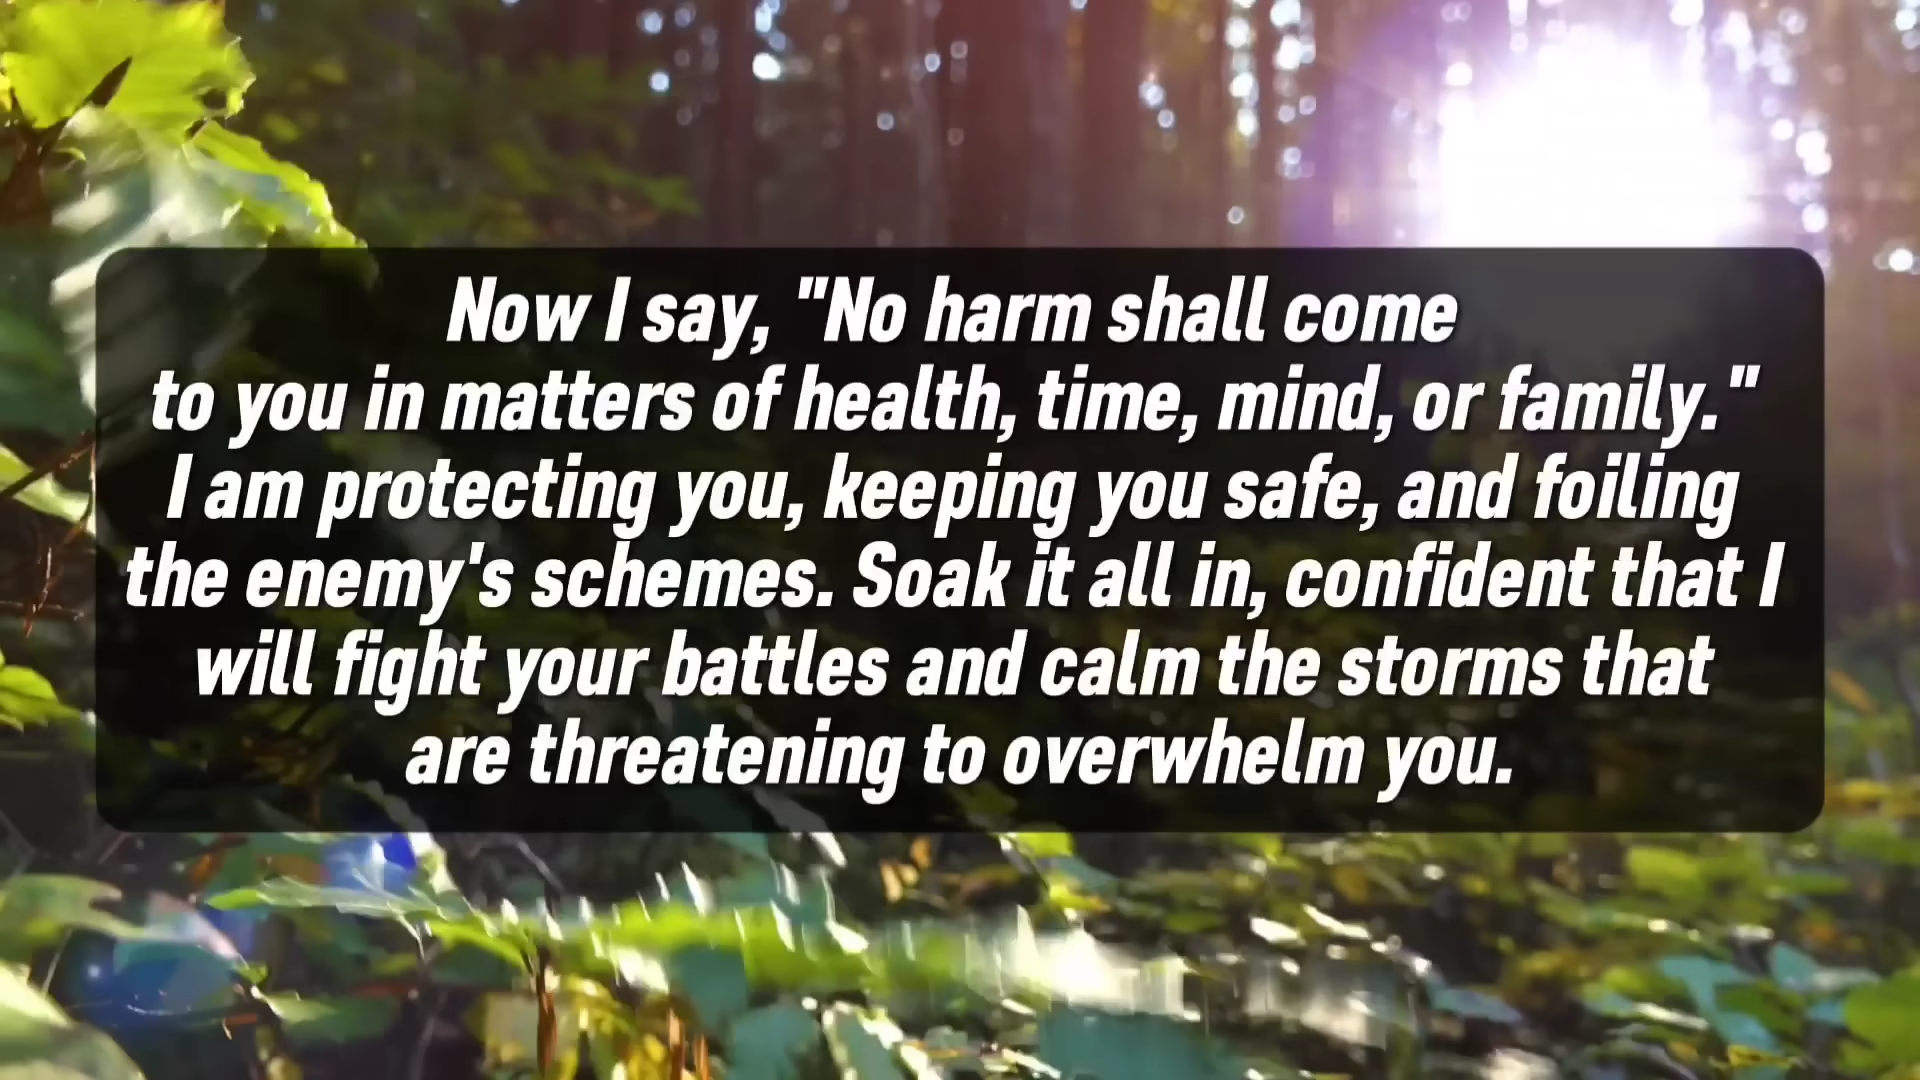 Now I say, "No harm shall come
to you in matters of health, time, mind, or family."
I am protecting you, keeping you safe, and foiling
the enemy's schemes. Soak it all in, confident that I
will fight your battles and calm the storms that
are threatening to overwhelm you.